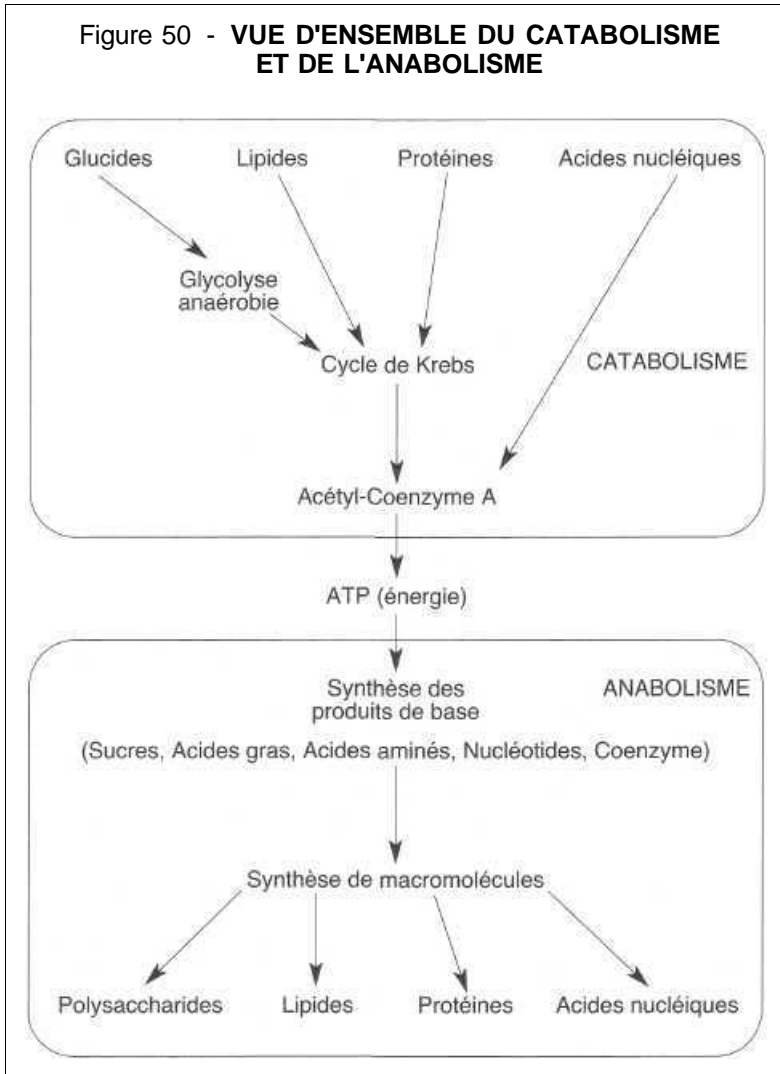 Figure 50 - VUE D'ENSEMBLE DU CATABOLISME
ET DE L'ANABOLISME
Glucides Lipides Protéines Acides nucléiques
Glycolyse
anaérobie
Cycle de Krebs CATABOLISME
Acétyl-Coenzyme A
ATP (énergie)
Synthèse des ANABOLISME
produits de base
(Sucres, Acides gras, Acides aminés, Nucléotides, Coenzyme)
Synthèse de macromolécules
Polysaccharides Lipides Protéines Acides nucléiques